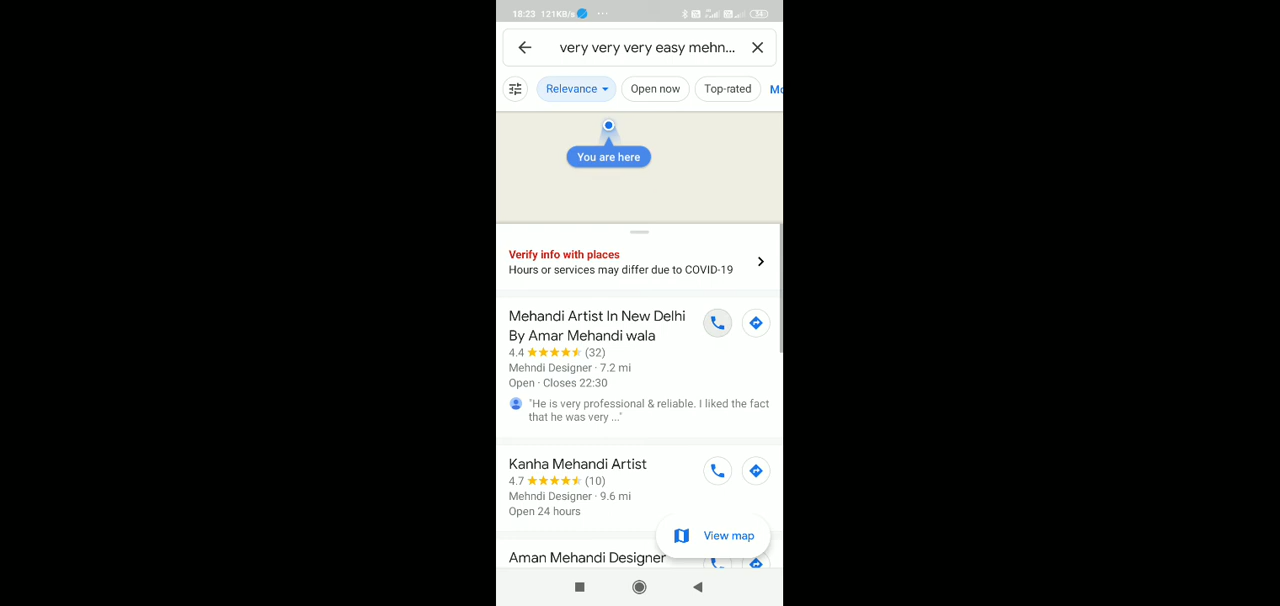 18:23 121KB/s ...
very very very easy mehn...
Relevance Open now Top-rated Mo
You are here
Verify info with places
Hours or services may differ due to COVID-19
Mehandi Artist In New Delhi
By Amar Mehandi wala
4.4 (32)
Mehndi Designer · 7.2 mi
Open · Closes 22:30
"He is very professional & reliable. I liked the fact
that he was very ..."
Kanha Mehandi Artist
4.7 (10)
Mehndi Designer · 9.6 mi
Open 24 hours
View map
Aman Mehandi Designer